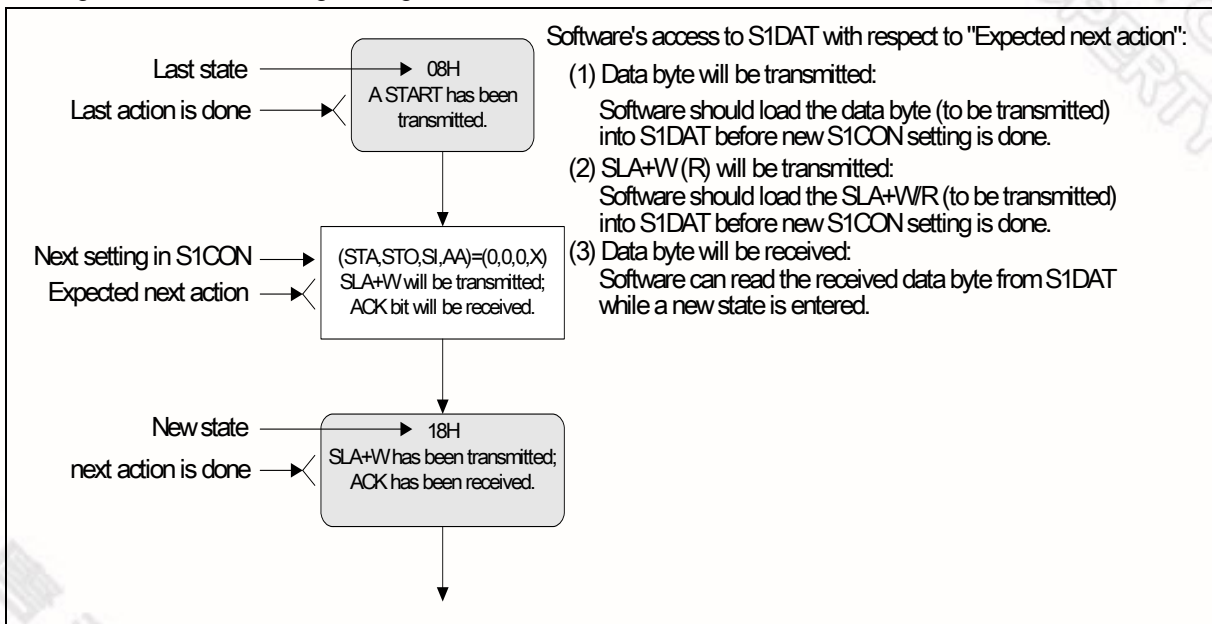 Last state
Last action is done
08H
A START has been
transmitted.
Next setting in S1CON
Expected next action
(STA,STO,SI,AA)=(0,0,0,X)
SLA+W will be transmitted;
ACK bit will be received.
New state
next action is done
18H
SLA+W has been transmitted;
ACK has been received.
Software's access to S1DAT with respect to "Expected next action":
(1) Data byte will be transmitted:
Software should load the data byte (to be transmitted)
into S1DAT before new S1CON setting is done.
(2) SLA+W (R) will be transmitted:
Software should load the SLA+W/R (to be transmitted)
into S1DAT before new S1CON setting is done.
(3) Data byte will be received:
Software can read the received data byte from S1DAT
while a new state is entered.